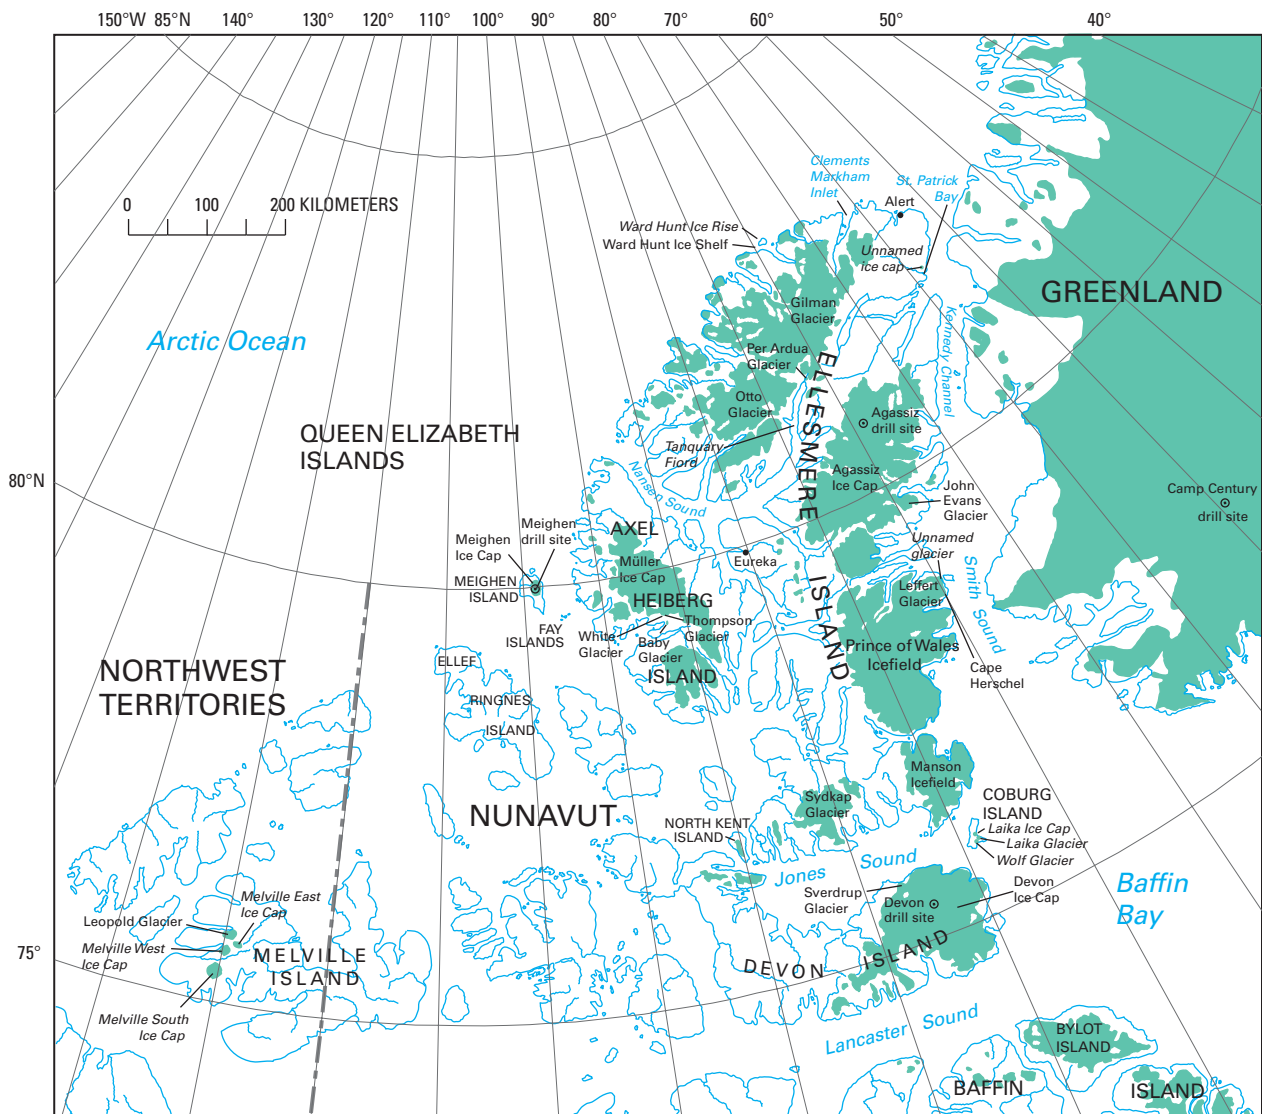 150°W 85°N 140° 130° 120° 110° 100° 90° 80° 70° 60° 50° 40°
Clements
Markham
Inlet
St. Patrick
Bay
Alert
0 100 200 KILOMETERS
Ward Hunt Ice Rise
Ward Hunt Ice Shelf
Unnamed
ice cap
GREENLAND
Gilman
Glacier
Kennedy Channel
Arctic Ocean
Per Ardua
Glacier
ELLESMERE
ISLAND
Otto
Glacier
Agassiz
drill site
QUEEN ELIZABETH
ISLANDS
Tanquary
Fiord
Agassiz
Ice Cap
80°N
Nansen Sound
John
Evans
Glacier
Camp Century
drill site
Meighen
drill site
Meighen
Ice Cap
AXEL
HEIBERG
ISLAND
Unnamed
glacier
Müller
Ice Cap
Eureka
Smith Sound
MEIGHEN
ISLAND
Leffert
Glacier
Thompson
Glacier
FAY
ISLANDS
White
Glacier
Baby
Glacier
Prince of Wales
Icefield
ELLEF
RINGNES
ISLAND
Cape
Herschel
NORTHWEST
TERRITORIES
Manson
Icefield
NUNAVUT
Sydkap
Glacier
COBURG
ISLAND
NORTH KENT
ISLAND
Laika Ice Cap
Laika Glacier
Wolf Glacier
Jones Sound
Baffin
Bay
Sverdrup
Glacier
Devon
drill site
Devon
Ice Cap
Melville East
Ice Cap
Leopold Glacier
Melville West
Ice Cap
75°
MELVILLE
ISLAND
DEVON ISLAND
Melville South
Ice Cap
Lancaster Sound
BYLOT
ISLAND
BAFFIN ISLAND